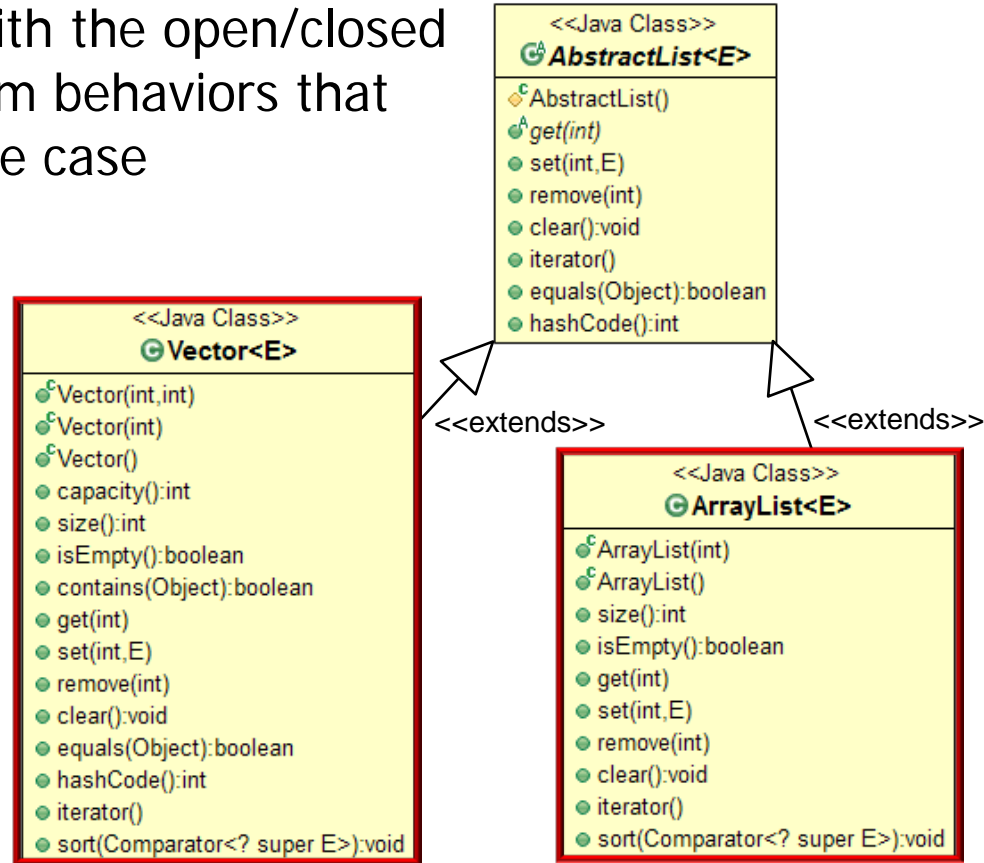 ith the open/closed
m behaviors that
e case
<<Java Class>>
AbstractList<E>
AbstractList()
get(int)
set(int,E)
remove(int)
clear():void
iterator()
equals(Object):boolean
hashCode():int
<<Java Class>>
Vector<E>
Vector(int,int)
Vector(int)
Vector()
capacity():int
size():int
isEmpty():boolean
contains(Object):boolean
get(int)
set(int,E)
remove(int)
clear():void
equals(Object):boolean
hashCode():int
iterator()
sort(Comparator<? super E>):void
<<extends>>
<<extends>>
<<Java Class>>
ArrayList<E>
ArrayList(int)
ArrayList()
size():int
isEmpty():boolean
get(int)
set(int,E)
remove(int)
clear():void
iterator()
sort(Comparator<? super E>):void